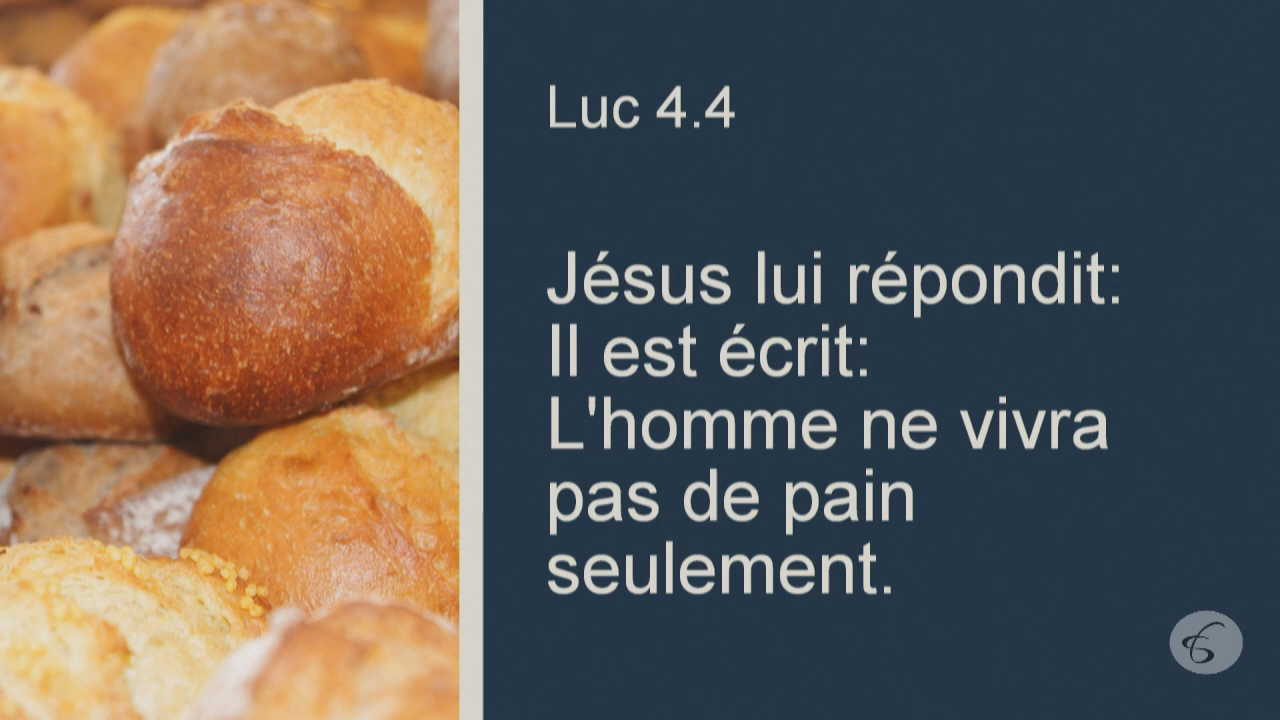 Luc 4.4
Jésus lui répondit:
Il est écrit:
L'homme ne vivra
pas de pain
seulement.